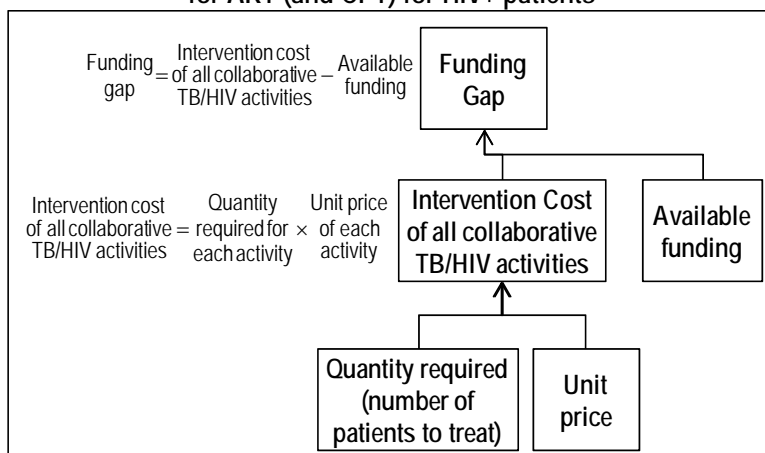 for ART (and CPT) for HIV+ patients
Funding gap = Intervention cost of all collaborative TB/HIV activities − Available funding
Funding
Gap
Intervention cost of all collaborative TB/HIV activities = Quantity required for each activity × Unit price of each activity
Intervention Cost
of all collaborative
TB/HIV activities
Available
funding
Quantity required
(number of
patients to treat)
Unit
price